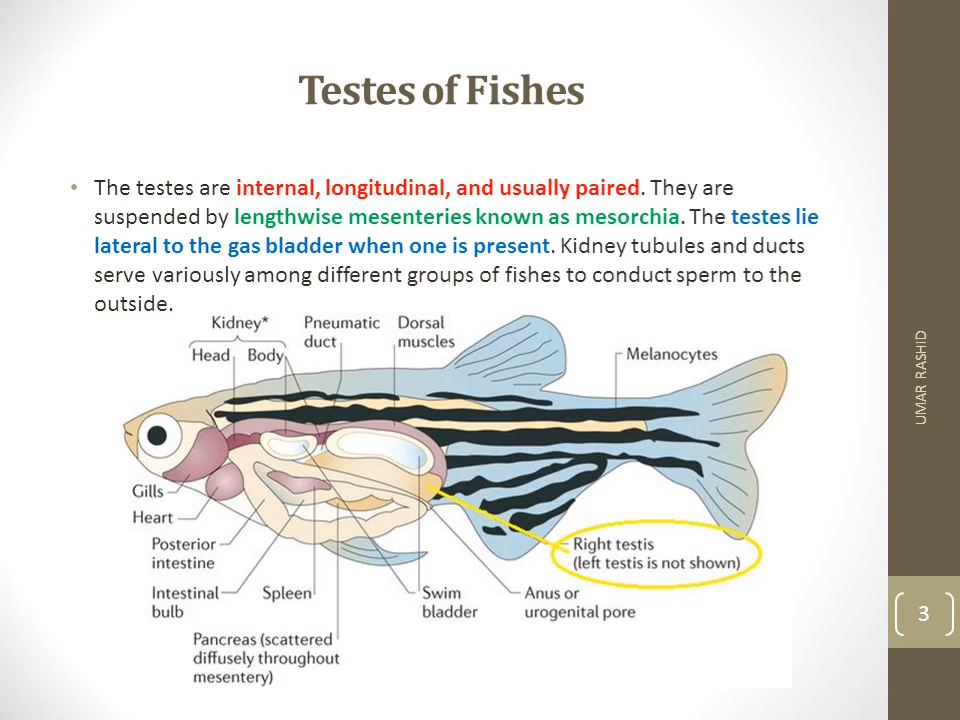 Testes of Fishes
• The testes are internal, longitudinal, and usually paired. They are
suspended by lengthwise mesenteries known as mesorchia. The testes lie
lateral to the gas bladder when one is present. Kidney tubules and ducts
serve variously among different groups of fishes to conduct sperm to the
outside.
Kidney*
Head Body
Pneumatic
duct
Dorsal
muscles
Melanocytes
Gills
Heart
Posterior
intestine
Intestinal
bulb
Spleen
Pancreas (scattered
diffusely throughout
mesentery)
Swim
bladder
Anus or
urogenital pore
Right testis
(left testis is not shown)
UMAR RASHID
3